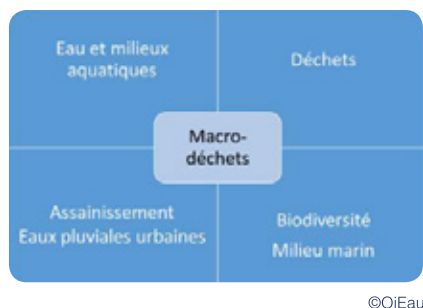 Eau et milieux
aquatiques
Déchets
Macro-
déchets
Assainissement
Eaux pluviales urbaines
Biodiversité
Milieu marin
©OiEau